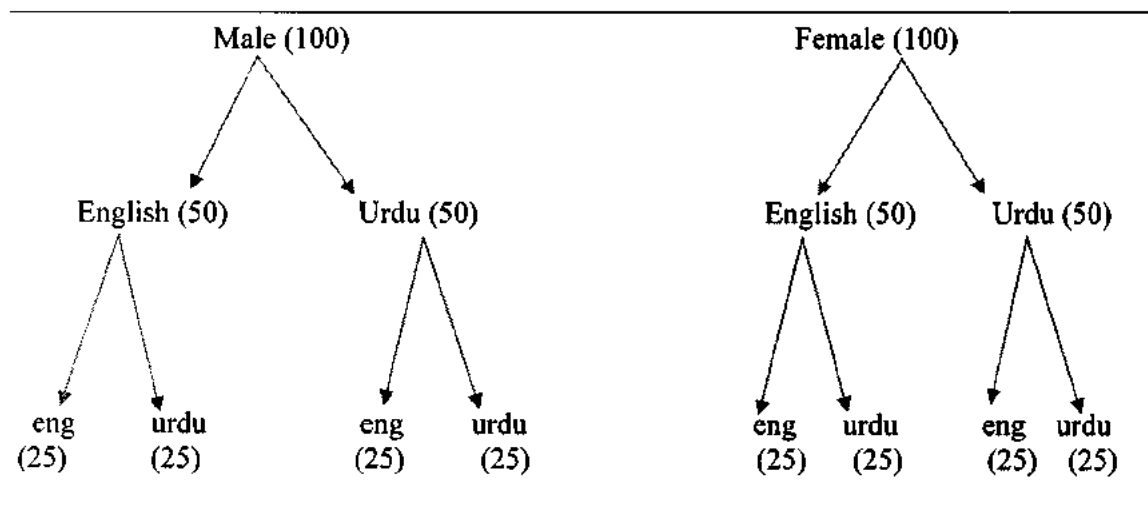 Male (100) Female (100)
English (50) Urdu (50) English (50) Urdu (50)
eng urdu eng urdu eng urdu eng urdu
(25) (25) (25) (25) (25) (25) (25) (25)